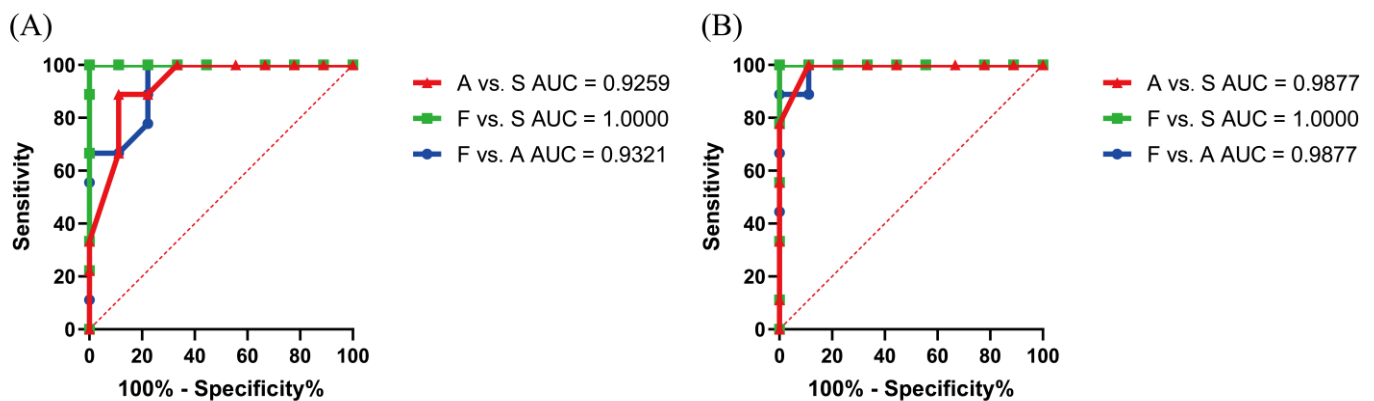 (A)
100
80
60
40
20
0
Sensitivity
0 20 40 60 80 100
100% - Specificity%
A vs. S AUC = 0.9259
F vs. S AUC = 1.0000
F vs. A AUC = 0.9321
(B)
100
80
60
40
20
0
Sensitivity
0 20 40 60 80 100
100% - Specificity%
A vs. S AUC = 0.9877
F vs. S AUC = 1.0000
F vs. A AUC = 0.9877